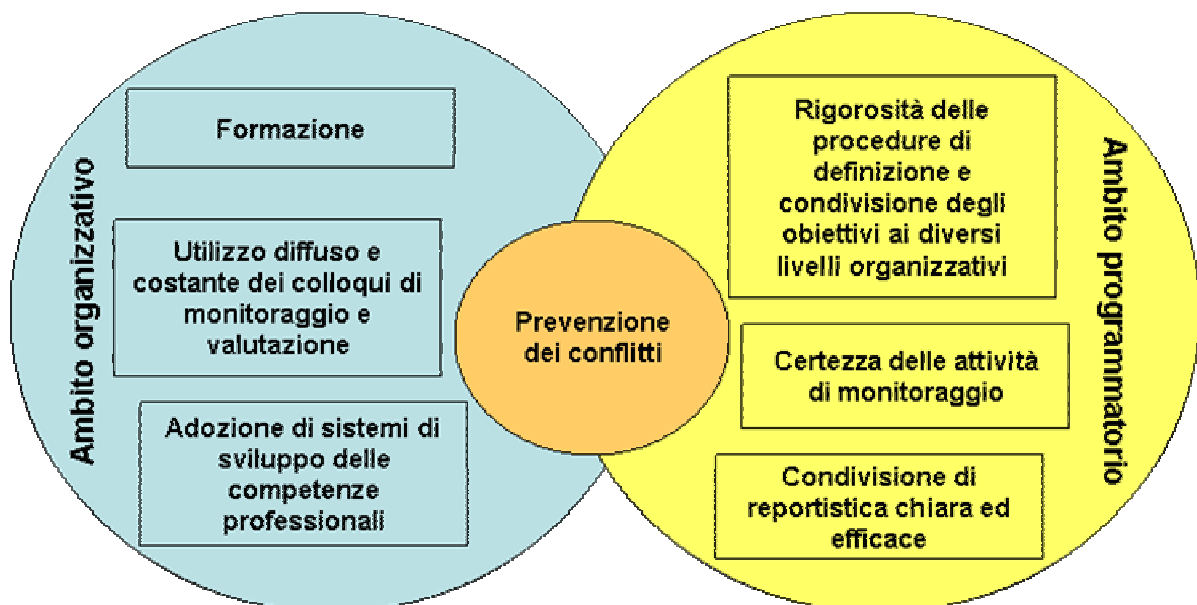 Ambito organizzativo
Formazione
Utilizzo diffuso e
costante dei colloqui di
monitoraggio e
valutazione
Adozione di sistemi di
sviluppo delle
competenze
professionali
Prevenzione
dei conflitti
Rigorosità delle
procedure di
definizione e
condivisione degli
obiettivi ai diversi
livelli organizzativi
Certezza delle attività
di monitoraggio
Condivisione di
reportistica chiara ed
efficace
Ambito programmatorio